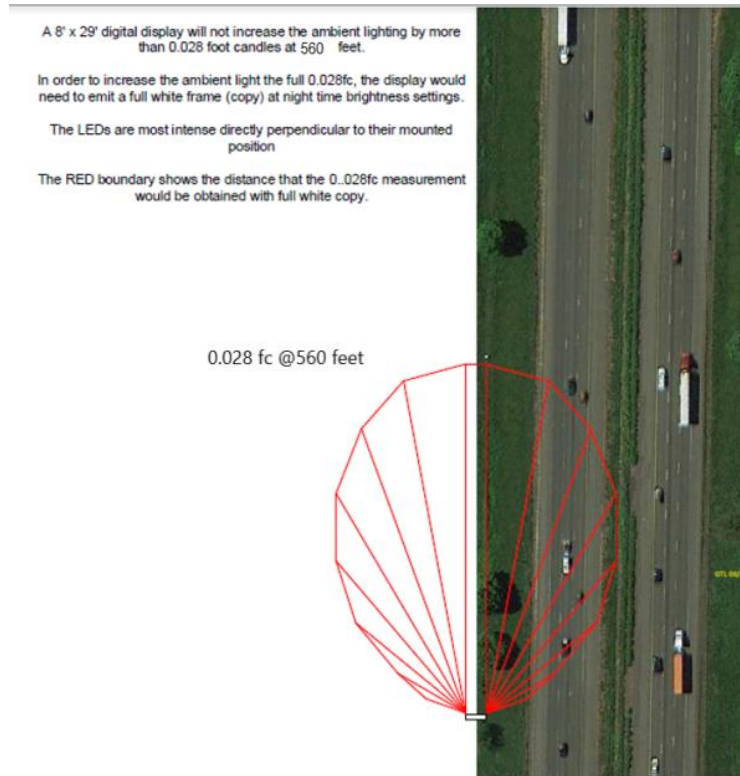 A 8' x 29' digital display will not increase the ambient lighting by more
than 0.028 foot candles at 560 feet.
In order to increase the ambient light the full 0.028fc, the display would
need to emit a full white frame (copy) at night time brightness settings.
The LEDs are most intense directly perpendicular to their mounted
position
The RED boundary shows the distance that the 0..028fc measurement
would be obtained with full white copy.
0.028 fc @560 feet